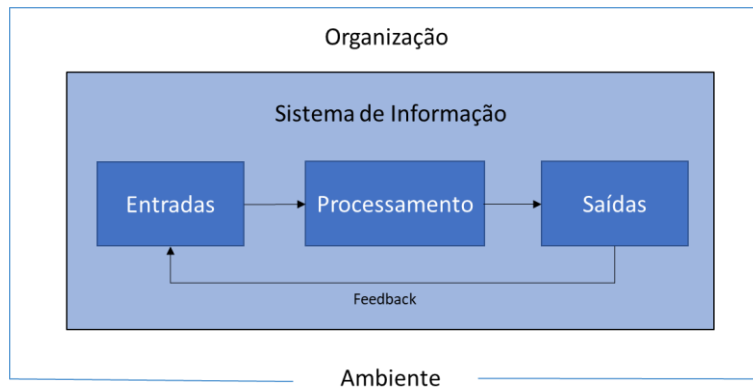 Organização
Sistema de Informação
Entradas
Processamento
Saídas
Feedback
Ambiente